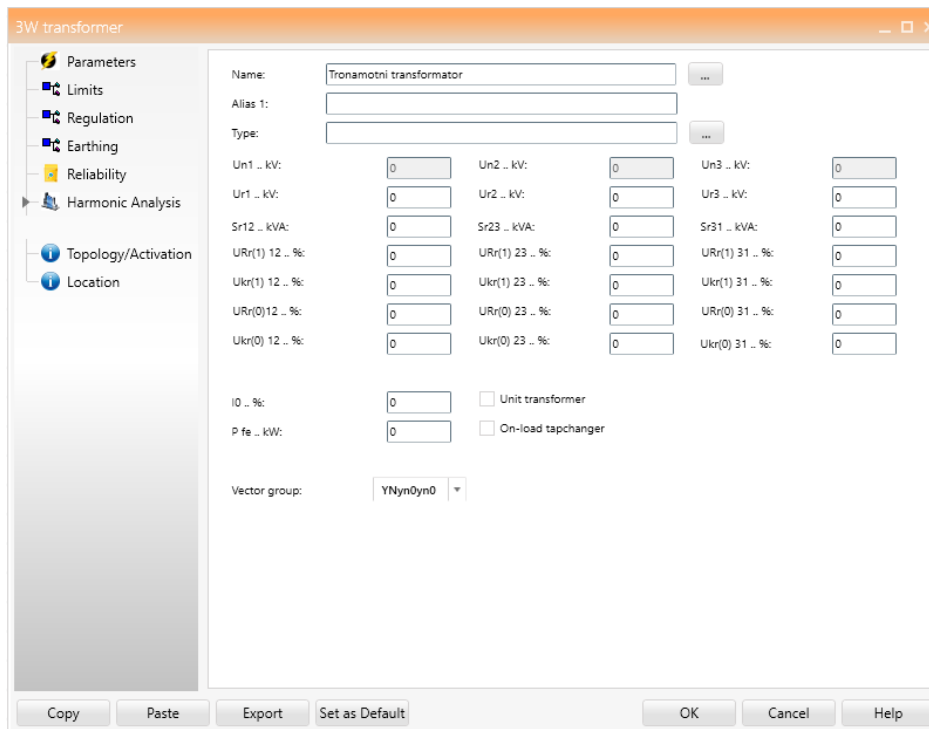 3W transformer
Parameters
Limits
Regulation
Earthing
Reliability
Harmonic Analysis
Topology/Activation
Location
Name: Tronamotni transformator ...
Alias 1:
Type: ...
Un1 .. kV: 0 Un2 .. kV: 0 Un3 .. kV: 0
Ur1 .. kV: 0 Ur2 .. kV: 0 Ur3 .. kV: 0
Sr12 .. kVA: 0 Sr23 .. kVA: 0 Sr31 .. kVA: 0
URr(1) 12 .. %: 0 URr(1) 23 .. %: 0 URr(1) 31 .. %: 0
Ukr(1) 12 .. %: 0 Ukr(1) 23 .. %: 0 Ukr(1) 31 .. %: 0
URr(0)12 .. %: 0 URr(0) 23 .. %: 0 URr(0) 31 .. %: 0
Ukr(0) 12 .. %: 0 Ukr(0) 23 .. %: 0 Ukr(0) 31 .. %: 0
I0 .. %: 0 Unit transformer
P fe .. kW: 0 On-load tapchanger
Vector group: YNyn0yn0
Copy Paste Export Set as Default OK Cancel Help